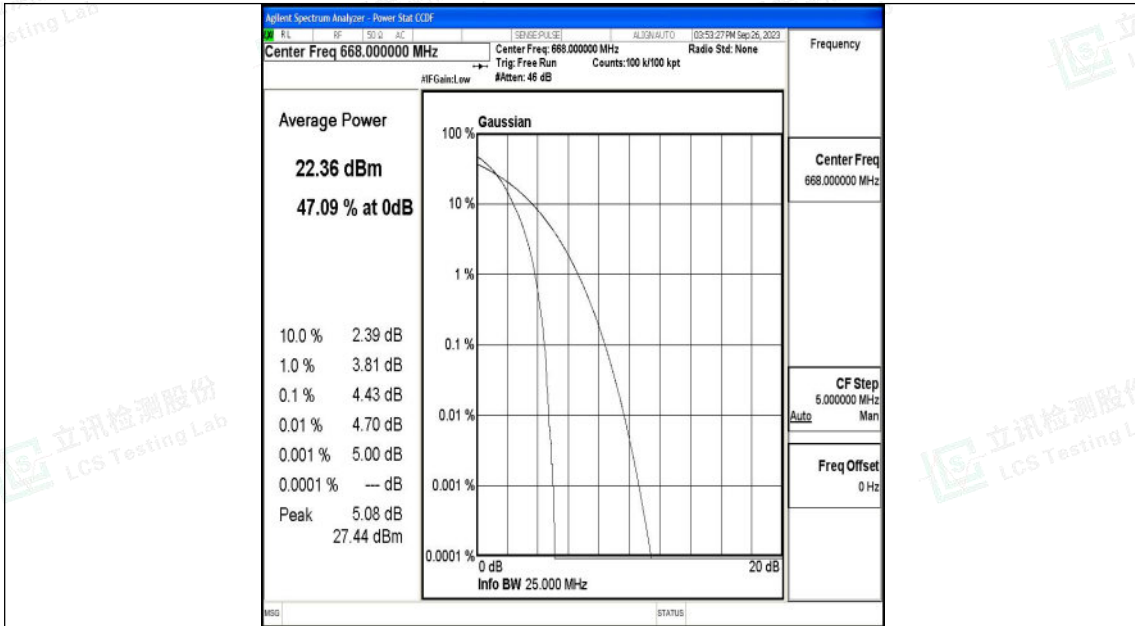 Agilent Spectrum Analyzer - Power Stat CCDF
RL RF 50 Ω AC SENSE:PULSE ALIGNAUTO 03:53:27 PM Sep 26, 2023
Center Freq 668.000000 MHz
Center Freq: 668.000000 MHz Radio Std: None
Trig: Free Run Counts:100 k/100 kpt
#IFGain:Low #Atten: 46 dB
Frequency
Average Power
22.36 dBm
47.09 % at 0dB
10.0 % 2.39 dB
1.0 % 3.81 dB
0.1 % 4.43 dB
0.01 % 4.70 dB
0.001 % 5.00 dB
0.0001 % --- dB
Peak 5.08 dB
27.44 dBm
Gaussian
100 %
10 %
1 %
0.1 %
0.01 %
0.001 %
0.0001 %
0 dB 20 dB
Info BW 25.000 MHz
Center Freq
668.000000 MHz
CF Step
5.000000 MHz
Auto Man
Freq Offset
0 Hz
MSG STATUS
立讯检测股份
LCS Testing Lab
立讯检测股份
LCS Testing L
sting Lab